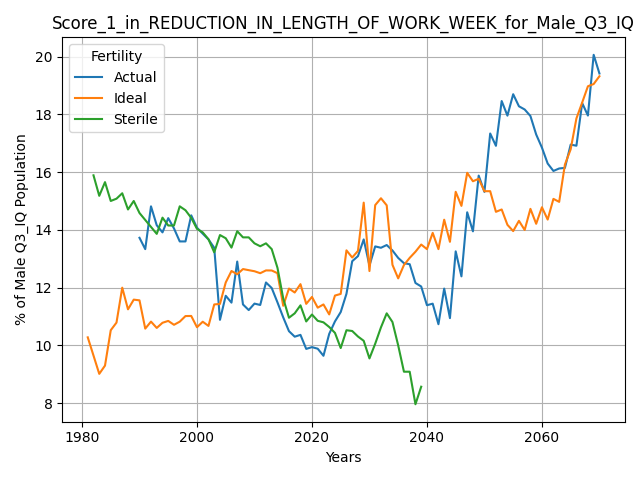 Score_1_in_REDUCTION_IN_LENGTH_OF_WORK_WEEK_for_Male_Q3_IQ
Fertility
Actual
Ideal
Sterile
% of Male Q3_IQ Population
20
18
16
14
12
10
8
1980
2000
2020
2040
2060
Years